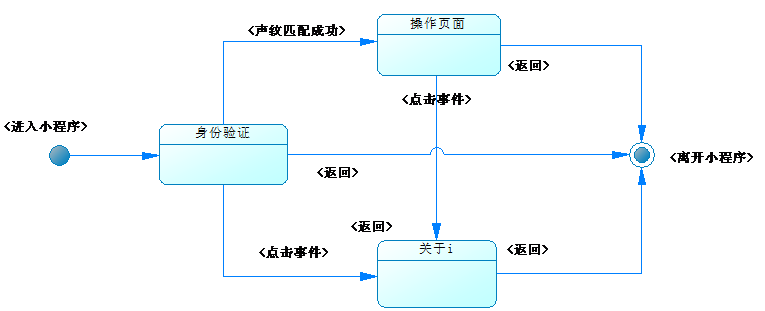 <声纹匹配成功>
操作页面
<返回>
<点击事件>
<进入小程序>
身份验证
<返回>
<离开小程序>
<返回>
<点击事件>
关于i
<返回>